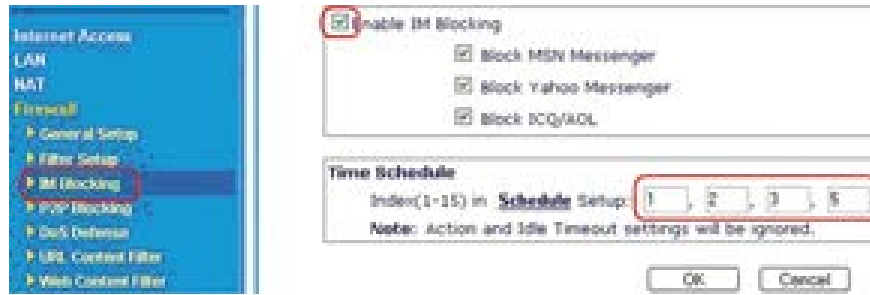 Internet Access
LAN
NAT
Firewall
General Setup
Filter Setup
IM Blocking
P2P Blocking
DoS Defense
URL Content Filter
Web Content Filter
Enable IM Blocking
Block MSN Messenger
Block Yahoo Messenger
Block ICQ/AOL
Time Schedule
Index(1-15) in Schedule Setup: 1 , 2 , 3 , 5
Note: Action and Idle Timeout settings will be ignored.
OK Cancel